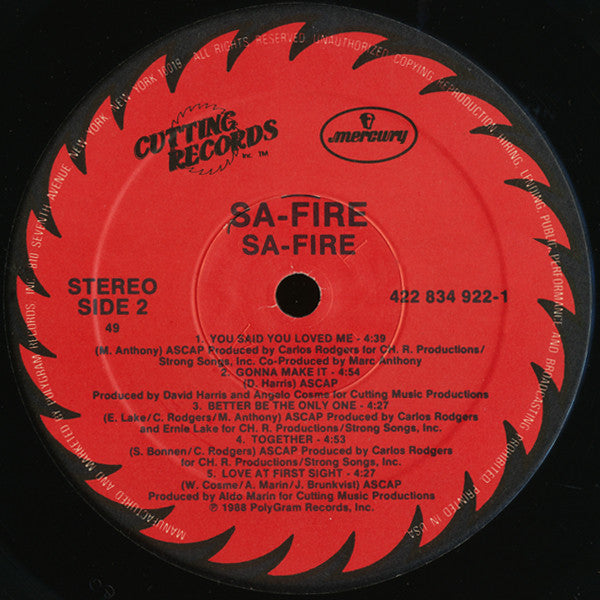 CUTTING
RECORDS
Inc. TM
mercury
SA-FIRE
SA-FIRE
STEREO
SIDE 2
49
422 834 922-1
1. YOU SAID YOU LOVED ME - 4:39
(M. Anthony) ASCAP Produced by Carlos Rodgers for CH. R. Productions/
Strong Songs, Inc. Co-Produced by Marc Anthony
2. GONNA MAKE IT - 4:54
(D. Harris) ASCAP
Produced by David Harris and Angelo Cosme for Cutting Music Productions
3. BETTER BE THE ONLY ONE - 4:27
(E. Lake/C. Rodgers/M. Anthony) ASCAP Produced by Carlos Rodgers
and Ernie Lake for CH. R. Productions/Strong Songs, Inc.
4. TOGETHER - 4:53
(S. Bonnen/C. Rodgers) ASCAP Produced by Carlos Rodgers
for CH. R. Productions/Strong Songs, Inc.
5. LOVE AT FIRST SIGHT - 4:27
(W. Cosme/A. Marin/J. Brunkvist) ASCAP
Produced by Aldo Marin for Cutting Music Productions
℗ 1988 PolyGram Records, Inc.
MANUFACTURED AND MARKETED BY POLYGRAM RECORDS, INC. 810 SEVENTH AVENUE NEW YORK, NEW YORK 10019 ALL RIGHTS RESERVED UNAUTHORIZED COPYING REPRODUCTION HIRING LENDING PUBLIC PERFORMANCE AND BROADCASTING PROHIBITED. PRINTED IN USA